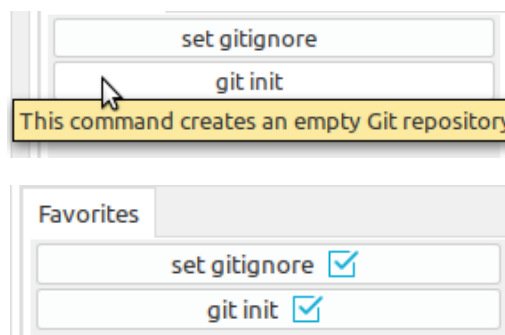 set gitignore
git init
This command creates an empty Git repository
Favorites
set gitignore
git init